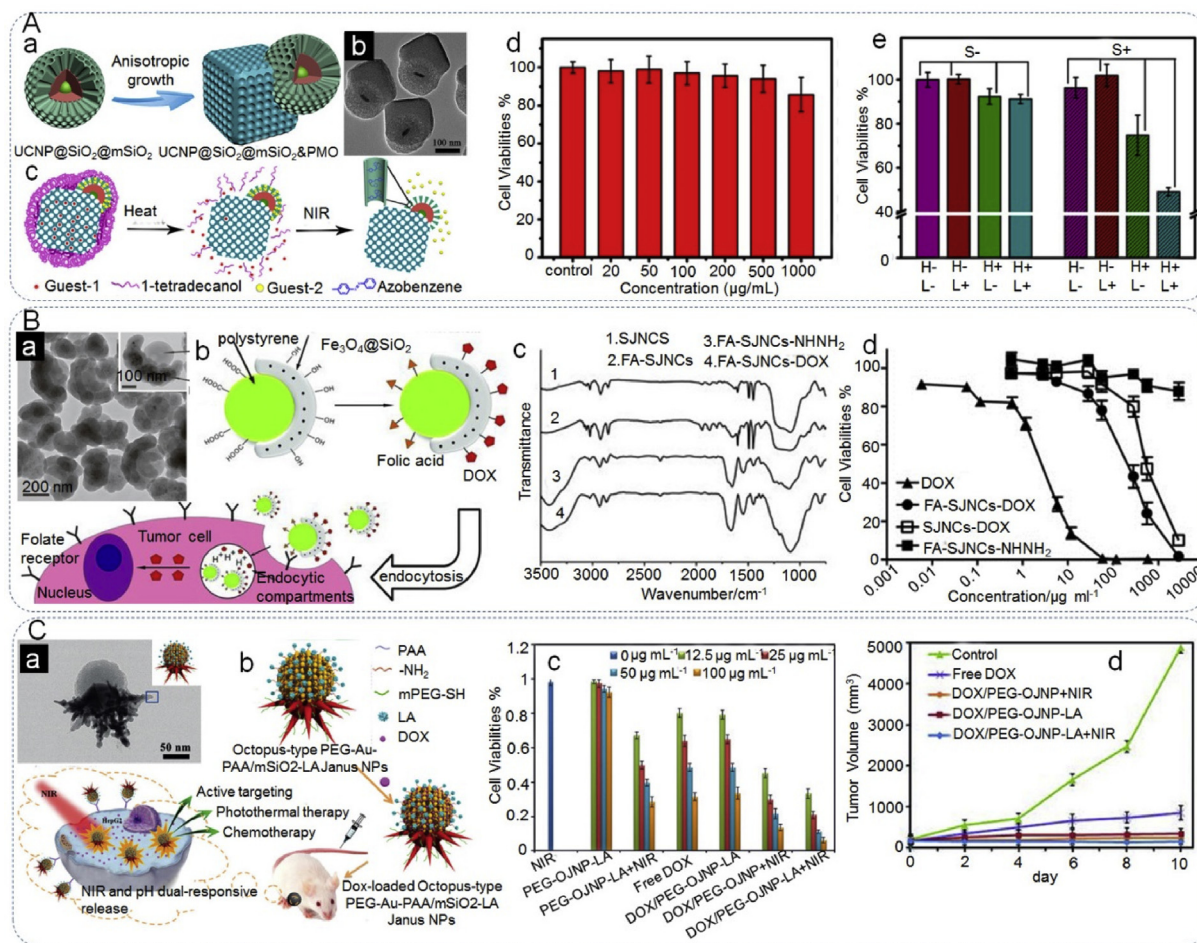 A
a
Anisotropic
growth
UCNP@SiO₂@mSiO₂
UCNP@SiO₂@mSiO₂&PMO
b
100 nm
c
Heat
NIR
Guest-1
1-tetradecanol
Guest-2
Azobenzene
d
Cell Viabilities %
120
100
80
60
40
20
0
control 20 50 100 200 500 1000
Concentration (µg/mL)
e
S-
S+
Cell Viabilities %
100
80
60
40
0
H- H- H+ H+ H- H- H+ H+
L- L+ L- L+ L- L+ L- L+
B
a
100 nm
200 nm
b
polystyrene
Fe₃O₄@SiO₂
HOOC
HOOC
HOOC
HOOC
-OH
-OH
-OH
-OH
OH
Folic acid
DOX
Folate
receptor
Tumor cell
Nucleus
H⁺
Endocytic
compartments
endocytosis
c
1.SJNCS
3.FA-SJNCs-NHNH₂
2.FA-SJNCs
4.FA-SJNCs-DOX
1
2
3
4
Transmittance
3500 3000 2500 2000 1500 1000
Wavenumber/cm⁻¹
d
Cell Viabilities %
100
80
60
40
20
0
DOX
FA-SJNCs-DOX
SJNCs-DOX
FA-SJNCs-NHNH₂
0.001 0.01 0.1 1 10 100 1000 10000
Concentration/µg ml⁻¹
C
a
50 nm
NIR
HepG2
Active targeting
Photothermal therapy
Chemotherapy
NIR and pH dual-responsive
release
b
PAA
-NH₂
mPEG-SH
LA
DOX
Octopus-type PEG-Au-
PAA/mSiO2-LA Janus NPs
Dox-loaded Octopus-type
PEG-Au-PAA/mSiO2-LA
Janus NPs
c
0 µg mL⁻¹ 12.5 µg mL⁻¹ 25 µg mL⁻¹
50 µg mL⁻¹ 100 µg mL⁻¹
Cell Viabilities %
1
0.8
0.6
0.4
0.2
0
NIR
PEG-OJNP-LA
PEG-OJNP-LA+NIR
Free DOX
DOX/PEG-OJNP-LA
DOX/PEG-OJNP+NIR
DOX/PEG-OJNP-LA+NIR
d
Tumor Volume (mm³)
5000
4000
3000
2000
1000
0
Control
Free DOX
DOX/PEG-OJNP+NIR
DOX/PEG-OJNP-LA
DOX/PEG-OJNP-LA+NIR
0 2 4 6 8 10
day